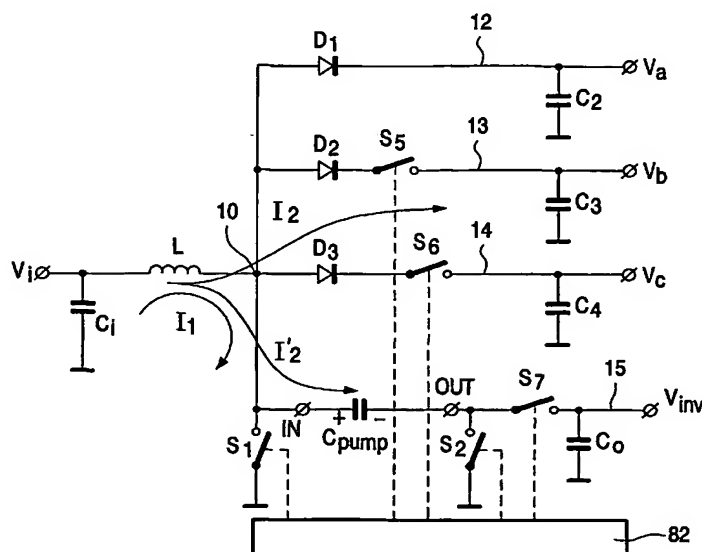 D1
12
Va
C2
D2
S5
13
Vb
C3
I2
10
L
D3
S6
14
Vi
Vc
C4
Ci
I1
I'2
OUT
S7
15
Vinv
IN
+
-
Cpump
S1
S2
Co
82